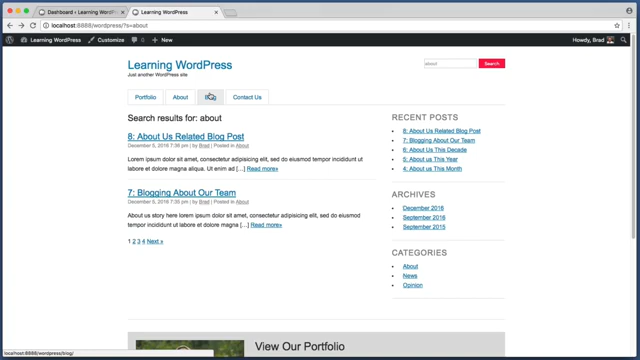 Dashboard ‹ Learning WordPr
Learning WordPress
localhost:8888/wordpress/?s=about
Learning WordPress
Customize
0
New
Howdy, Brad
Learning WordPress
Just another WordPress site
about
Search
Portfolio
About
Blog
Contact Us
Search results for: about
8: About Us Related Blog Post
December 5, 2016 7:36 pm | by Brad | Posted in About
Lorem ipsum dolor sit amet, consectetur adipisicing elit, sed do eiusmod tempor incididunt ut
labore et dolore magna aliqua. Ut enim ad [...] Read more»
7: Blogging About Our Team
December 5, 2016 7:35 pm | by Brad | Posted in About
About us story here lorem ipsum dolor sit amet, consectetur adipisicing elit, sed do eiusmod
tempor incididunt ut labore et dolore magna [...] Read more»
1 2 3 4 Next »
RECENT POSTS
8: About Us Related Blog Post
7: Blogging About Our Team
6: About Us This Decade
5: About us This Year
4: About us This Month
ARCHIVES
December 2016
September 2016
September 2015
CATEGORIES
About
News
Opinion
View Our Portfolio
localhost:8888/wordpress/blog/